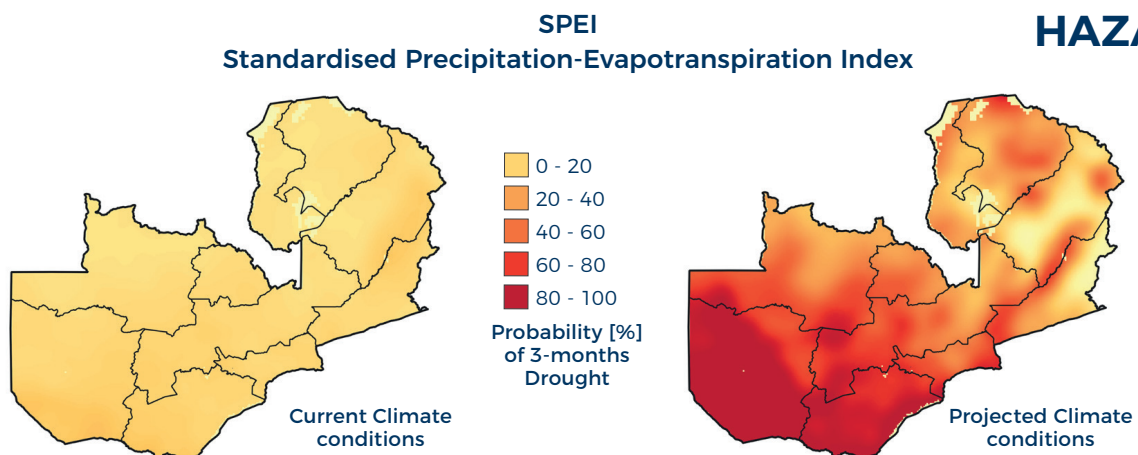 SPEI
Standardised Precipitation-Evapotranspiration Index
HAZA
0 - 20
20 - 40
40 - 60
60 - 80
80 - 100
Probability [%]
of 3-months
Drought
Current Climate
conditions
Projected Climate
conditions